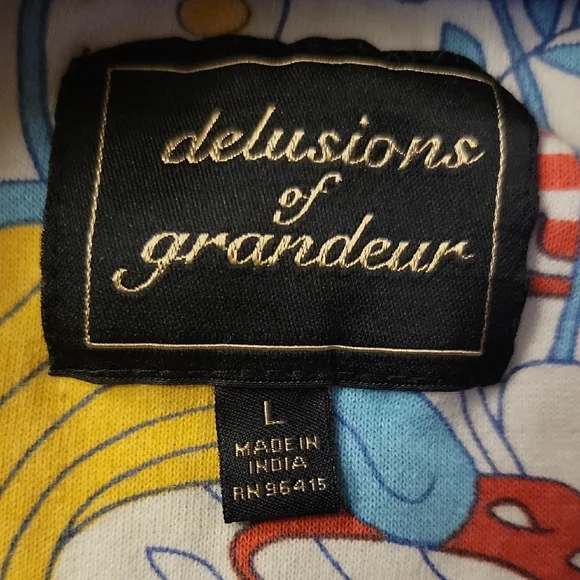 delusions
of
grandeur
L
MADE IN
INDIA
RN 96415